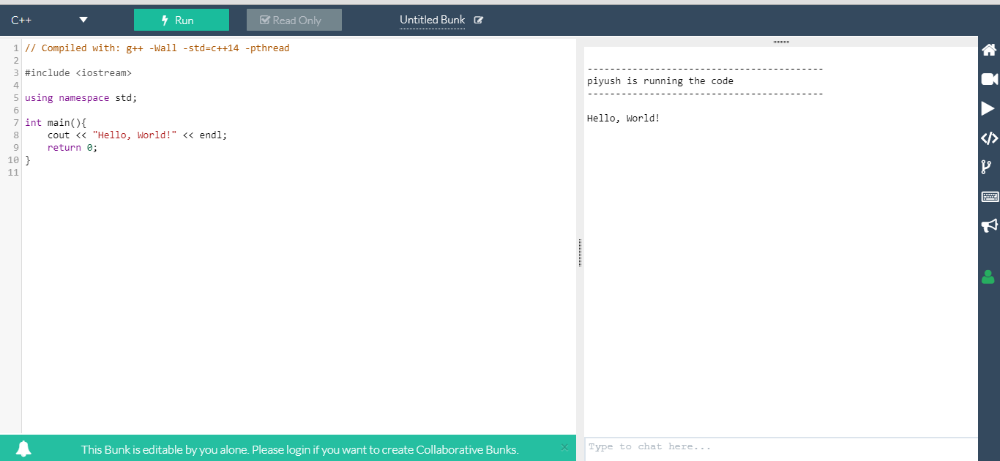 C++
Run
Read Only
Untitled Bunk
1 // Compiled with: g++ -Wall -std=c++14 -pthread
2
3 #include <iostream>
4
5 using namespace std;
6
7 int main(){
8     cout << "Hello, World!" << endl;
9     return 0;
10 }
11
------------------------------------------
piyush is running the code
------------------------------------------
Hello, World!
This Bunk is editable by you alone. Please login if you want to create Collaborative Bunks.
Type to chat here...